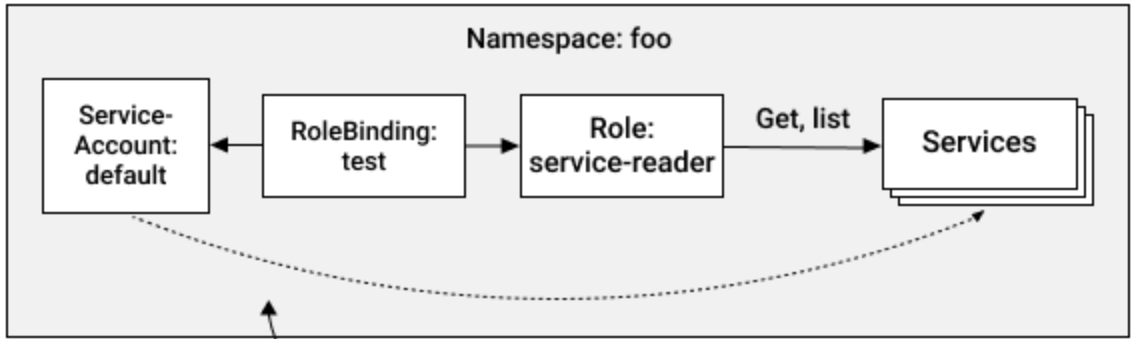 Namespace: foo
Service-
Account:
default
RoleBinding:
test
Role:
service-reader
Get, list
Services